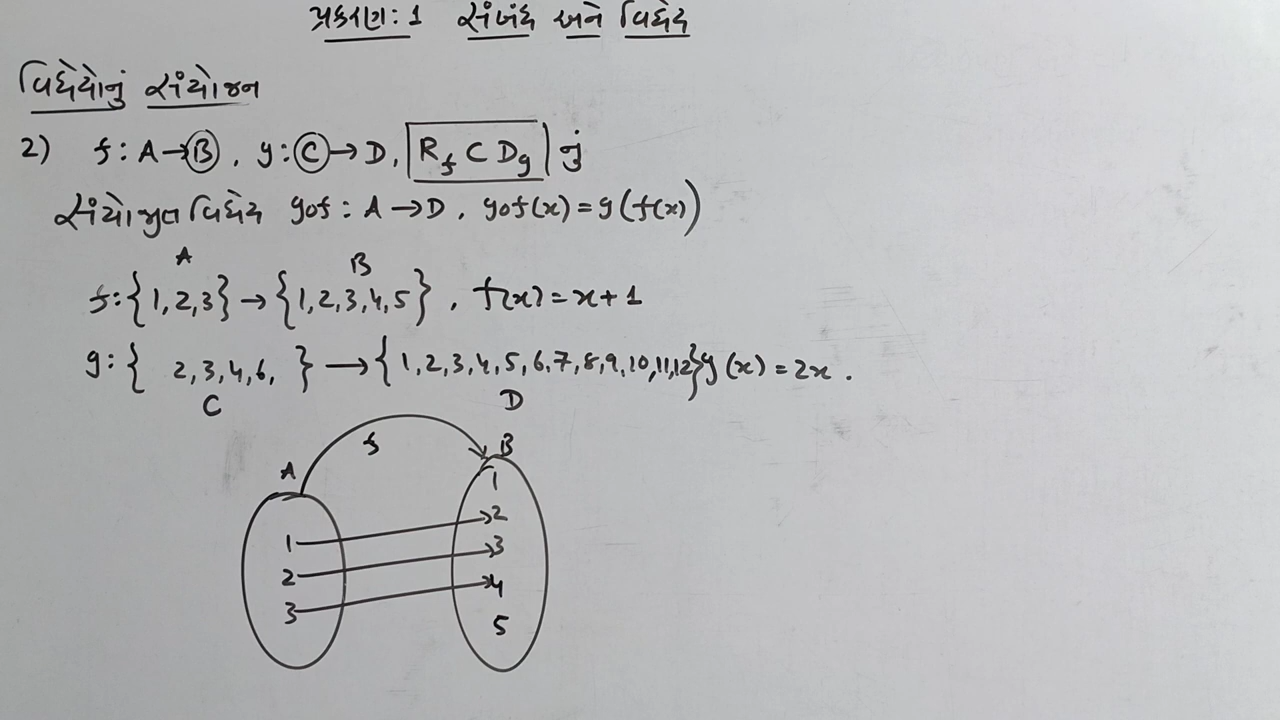 પ્રકરણ: 1 સંબંધ અને વિધેય
વિધેયોનું સંયોજન
2) f: A→B, g: C→D, R_f ⊂ D_g નું
સંયોજીત વિધેય gof: A→D, gof(x) = g(f(x))
A B
f: {1,2,3} → {1,2,3,4,5}, f(x) = x+1
g: { 2,3,4,6, } → {1,2,3,4,5,6,7,8,9,10,11,12} g(x) = 2x.
C D
f
A B
1
1 2
2 3
3 4
5